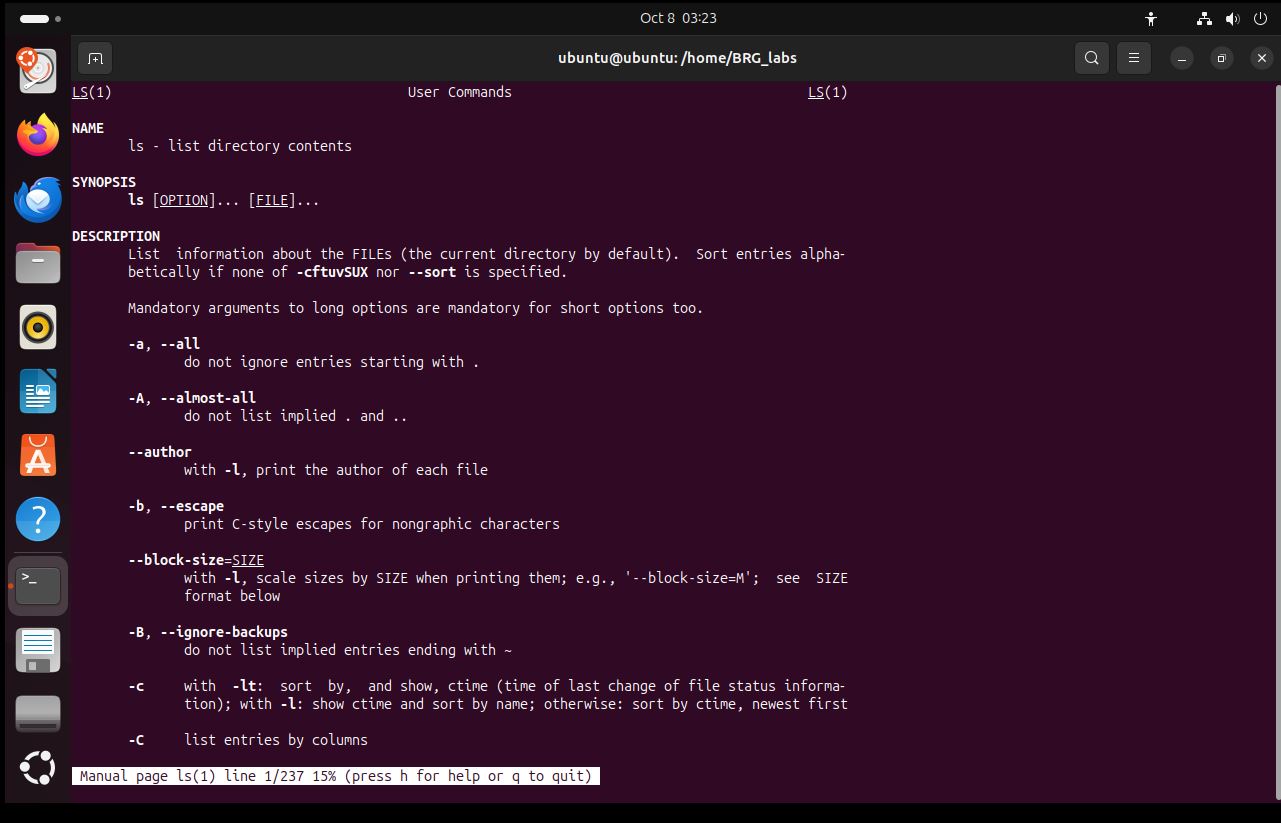 Oct 8 03:23
ubuntu@ubuntu: /home/BRG_labs
LS(1) User Commands LS(1)
NAME
ls - list directory contents
SYNOPSIS
ls [OPTION]... [FILE]...
DESCRIPTION
List  information about the FILEs (the current directory by default).  Sort entries alpha-
betically if none of -cftuvSUX nor --sort is specified.
Mandatory arguments to long options are mandatory for short options too.
-a, --all
do not ignore entries starting with .
-A, --almost-all
do not list implied . and ..
--author
with -l, print the author of each file
-b, --escape
print C-style escapes for nongraphic characters
--block-size=SIZE
with -l, scale sizes by SIZE when printing them; e.g., '--block-size=M';  see  SIZE
format below
-B, --ignore-backups
do not list implied entries ending with ~
-c with  -lt:  sort  by,  and show, ctime (time of last change of file status informa-
tion); with -l: show ctime and sort by name; otherwise: sort by ctime, newest first
-C list entries by columns
Manual page ls(1) line 1/237 15% (press h for help or q to quit)